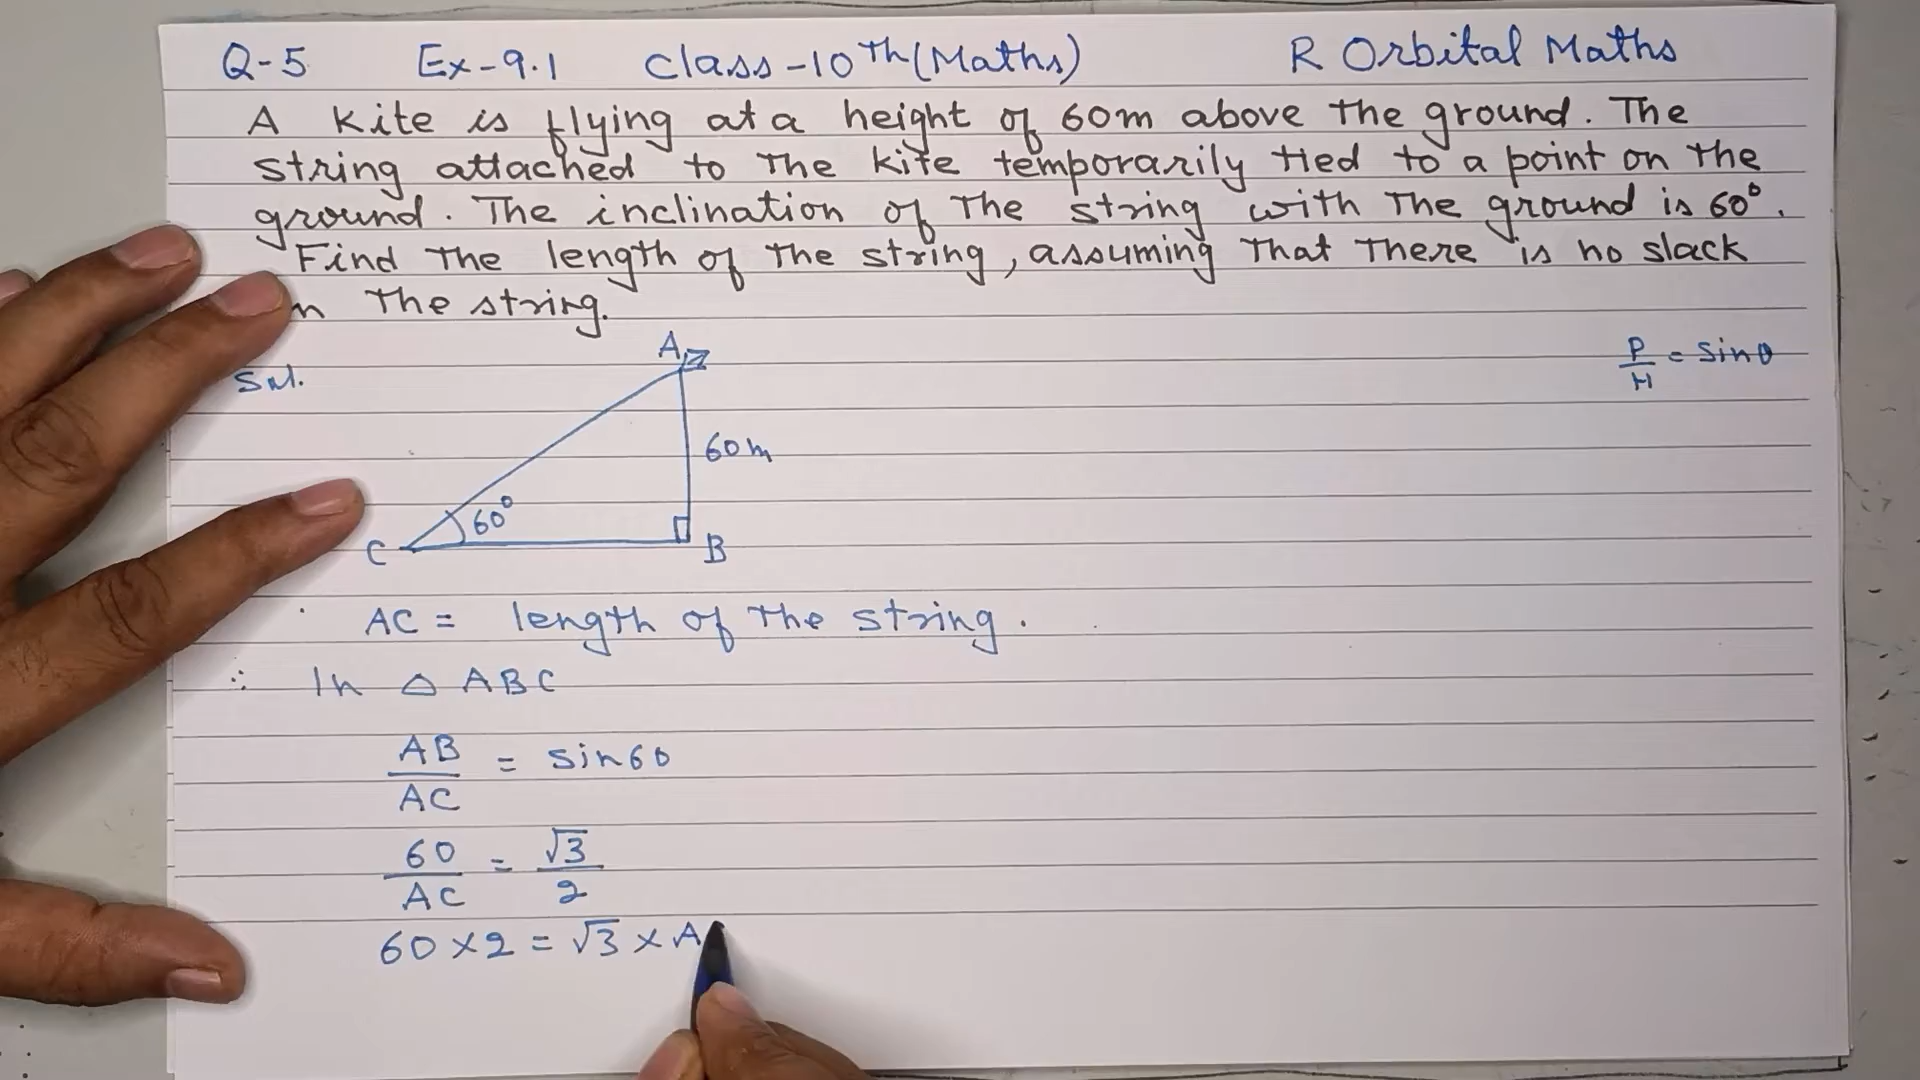 Q-5 Ex-9.1 Class-10Th (Maths) R Orbital Maths
A kite is flying at a height of 60m above the ground. The
string attached to the kite temporarily tied to a point on the
ground. The inclination of the string with the ground is 60°.
Find the length of the string, assuming that there is no slack
n the string.
P/H = sinθ
Sol.
A
60m
60°
C
B
AC = length of the string.
∴ In △ ABC
AB/AC = sin60
60/AC = √3/2
60×2 = √3 × A